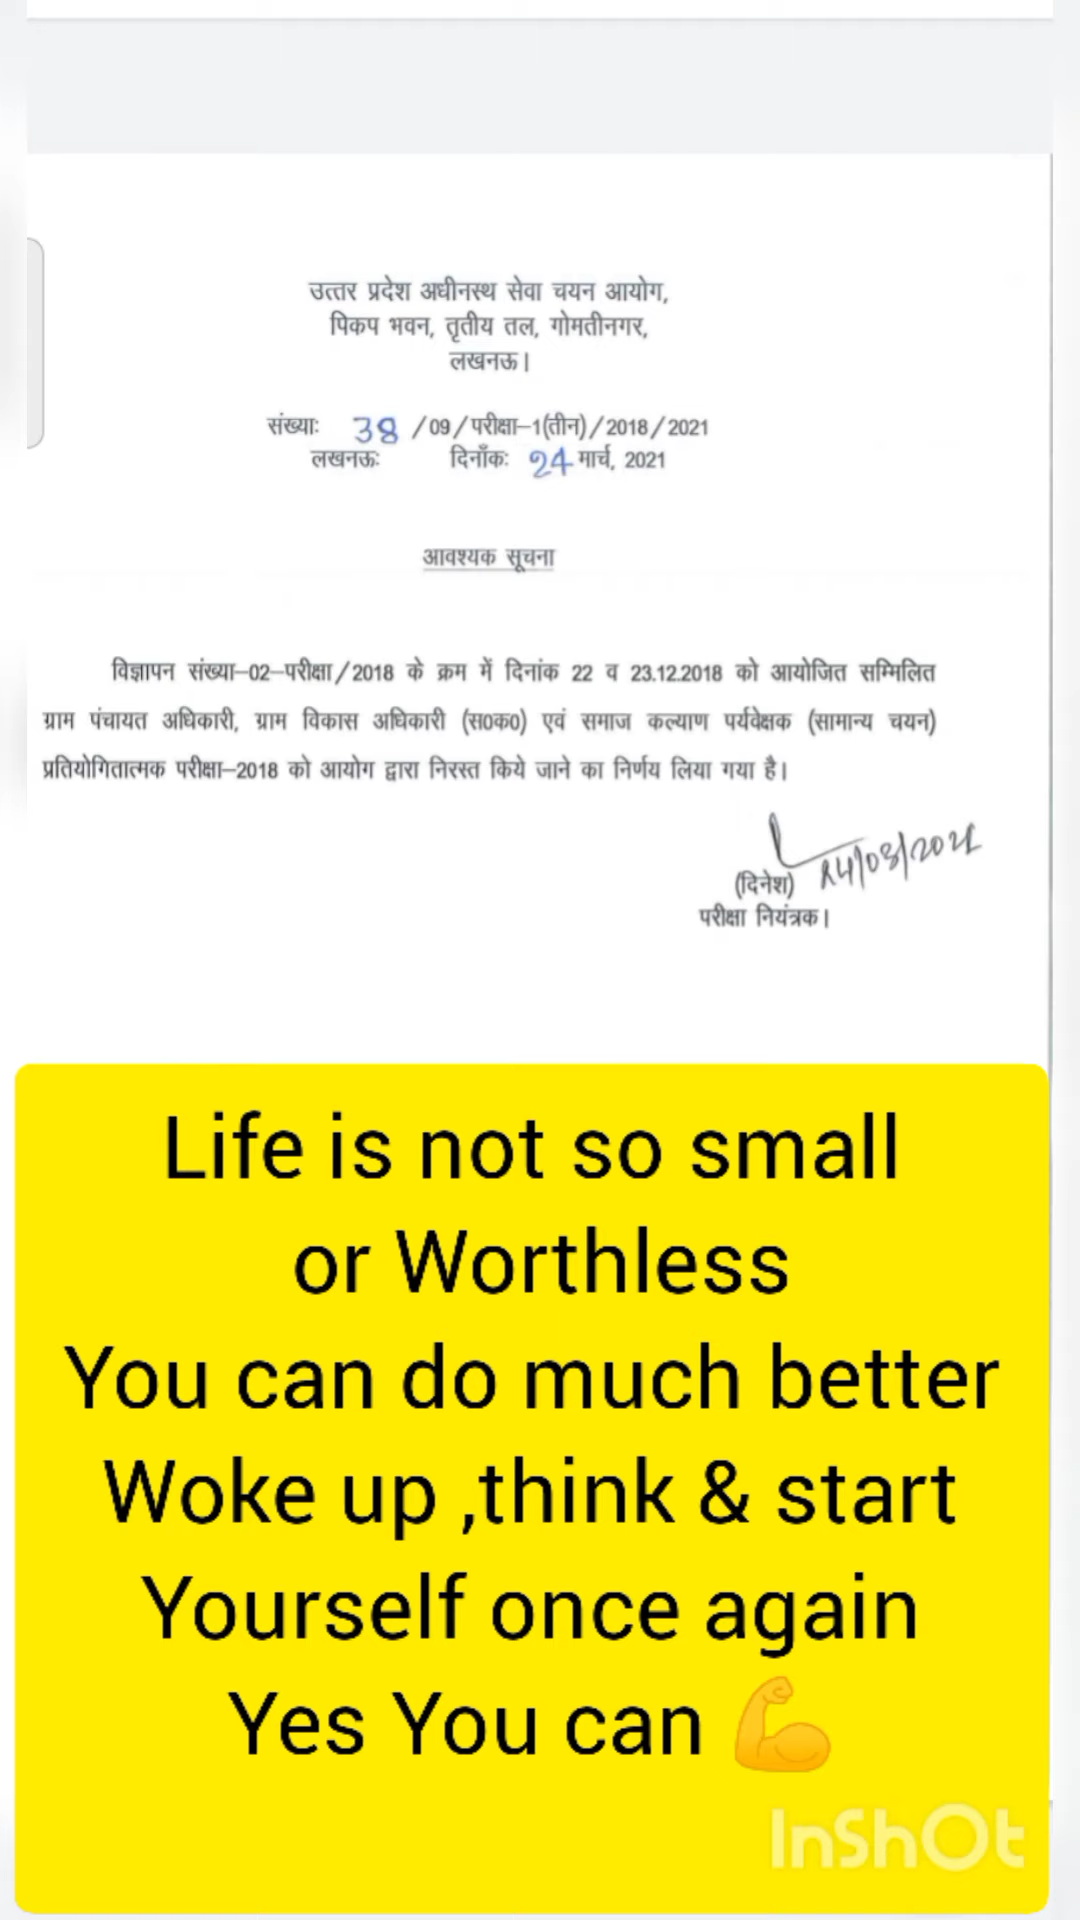 उत्तर प्रदेश अधीनस्थ सेवा चयन आयोग,
पिकप भवन, तृतीय तल, गोमतीनगर,
लखनऊ।
संख्याः 38 /09/परीक्षा-1(तीन)/2018/2021
लखनऊः दिनाँकः 24 मार्च, 2021
आवश्यक सूचना
विज्ञापन संख्या-02-परीक्षा/2018 के क्रम में दिनांक 22 व 23.12.2018 को आयोजित सम्मिलित
ग्राम पंचायत अधिकारी, ग्राम विकास अधिकारी (स0क0) एवं समाज कल्याण पर्यवेक्षक (सामान्य चयन)
प्रतियोगितात्मक परीक्षा-2018 को आयोग द्वारा निरस्त किये जाने का निर्णय लिया गया है।
24/03/2021
(दिनेश)
परीक्षा नियंत्रक।
Life is not so small
or Worthless
You can do much better
Woke up ,think & start
Yourself once again
Yes You can 💪
InShOt